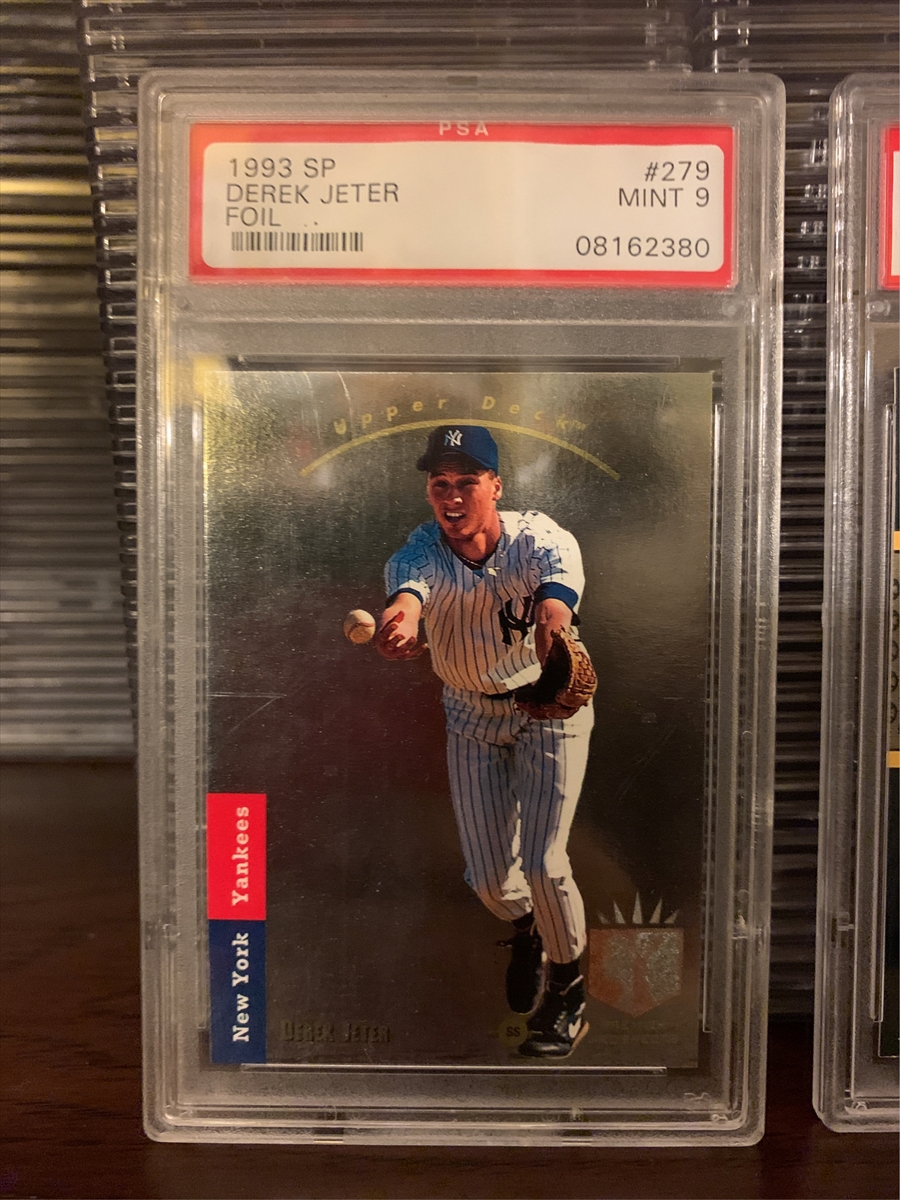 PSA
1993 SP #279
DEREK JETER MINT 9
FOIL
08162380
Upper Deck
NY
NY
New York Yankees
DEREK JETER
SS